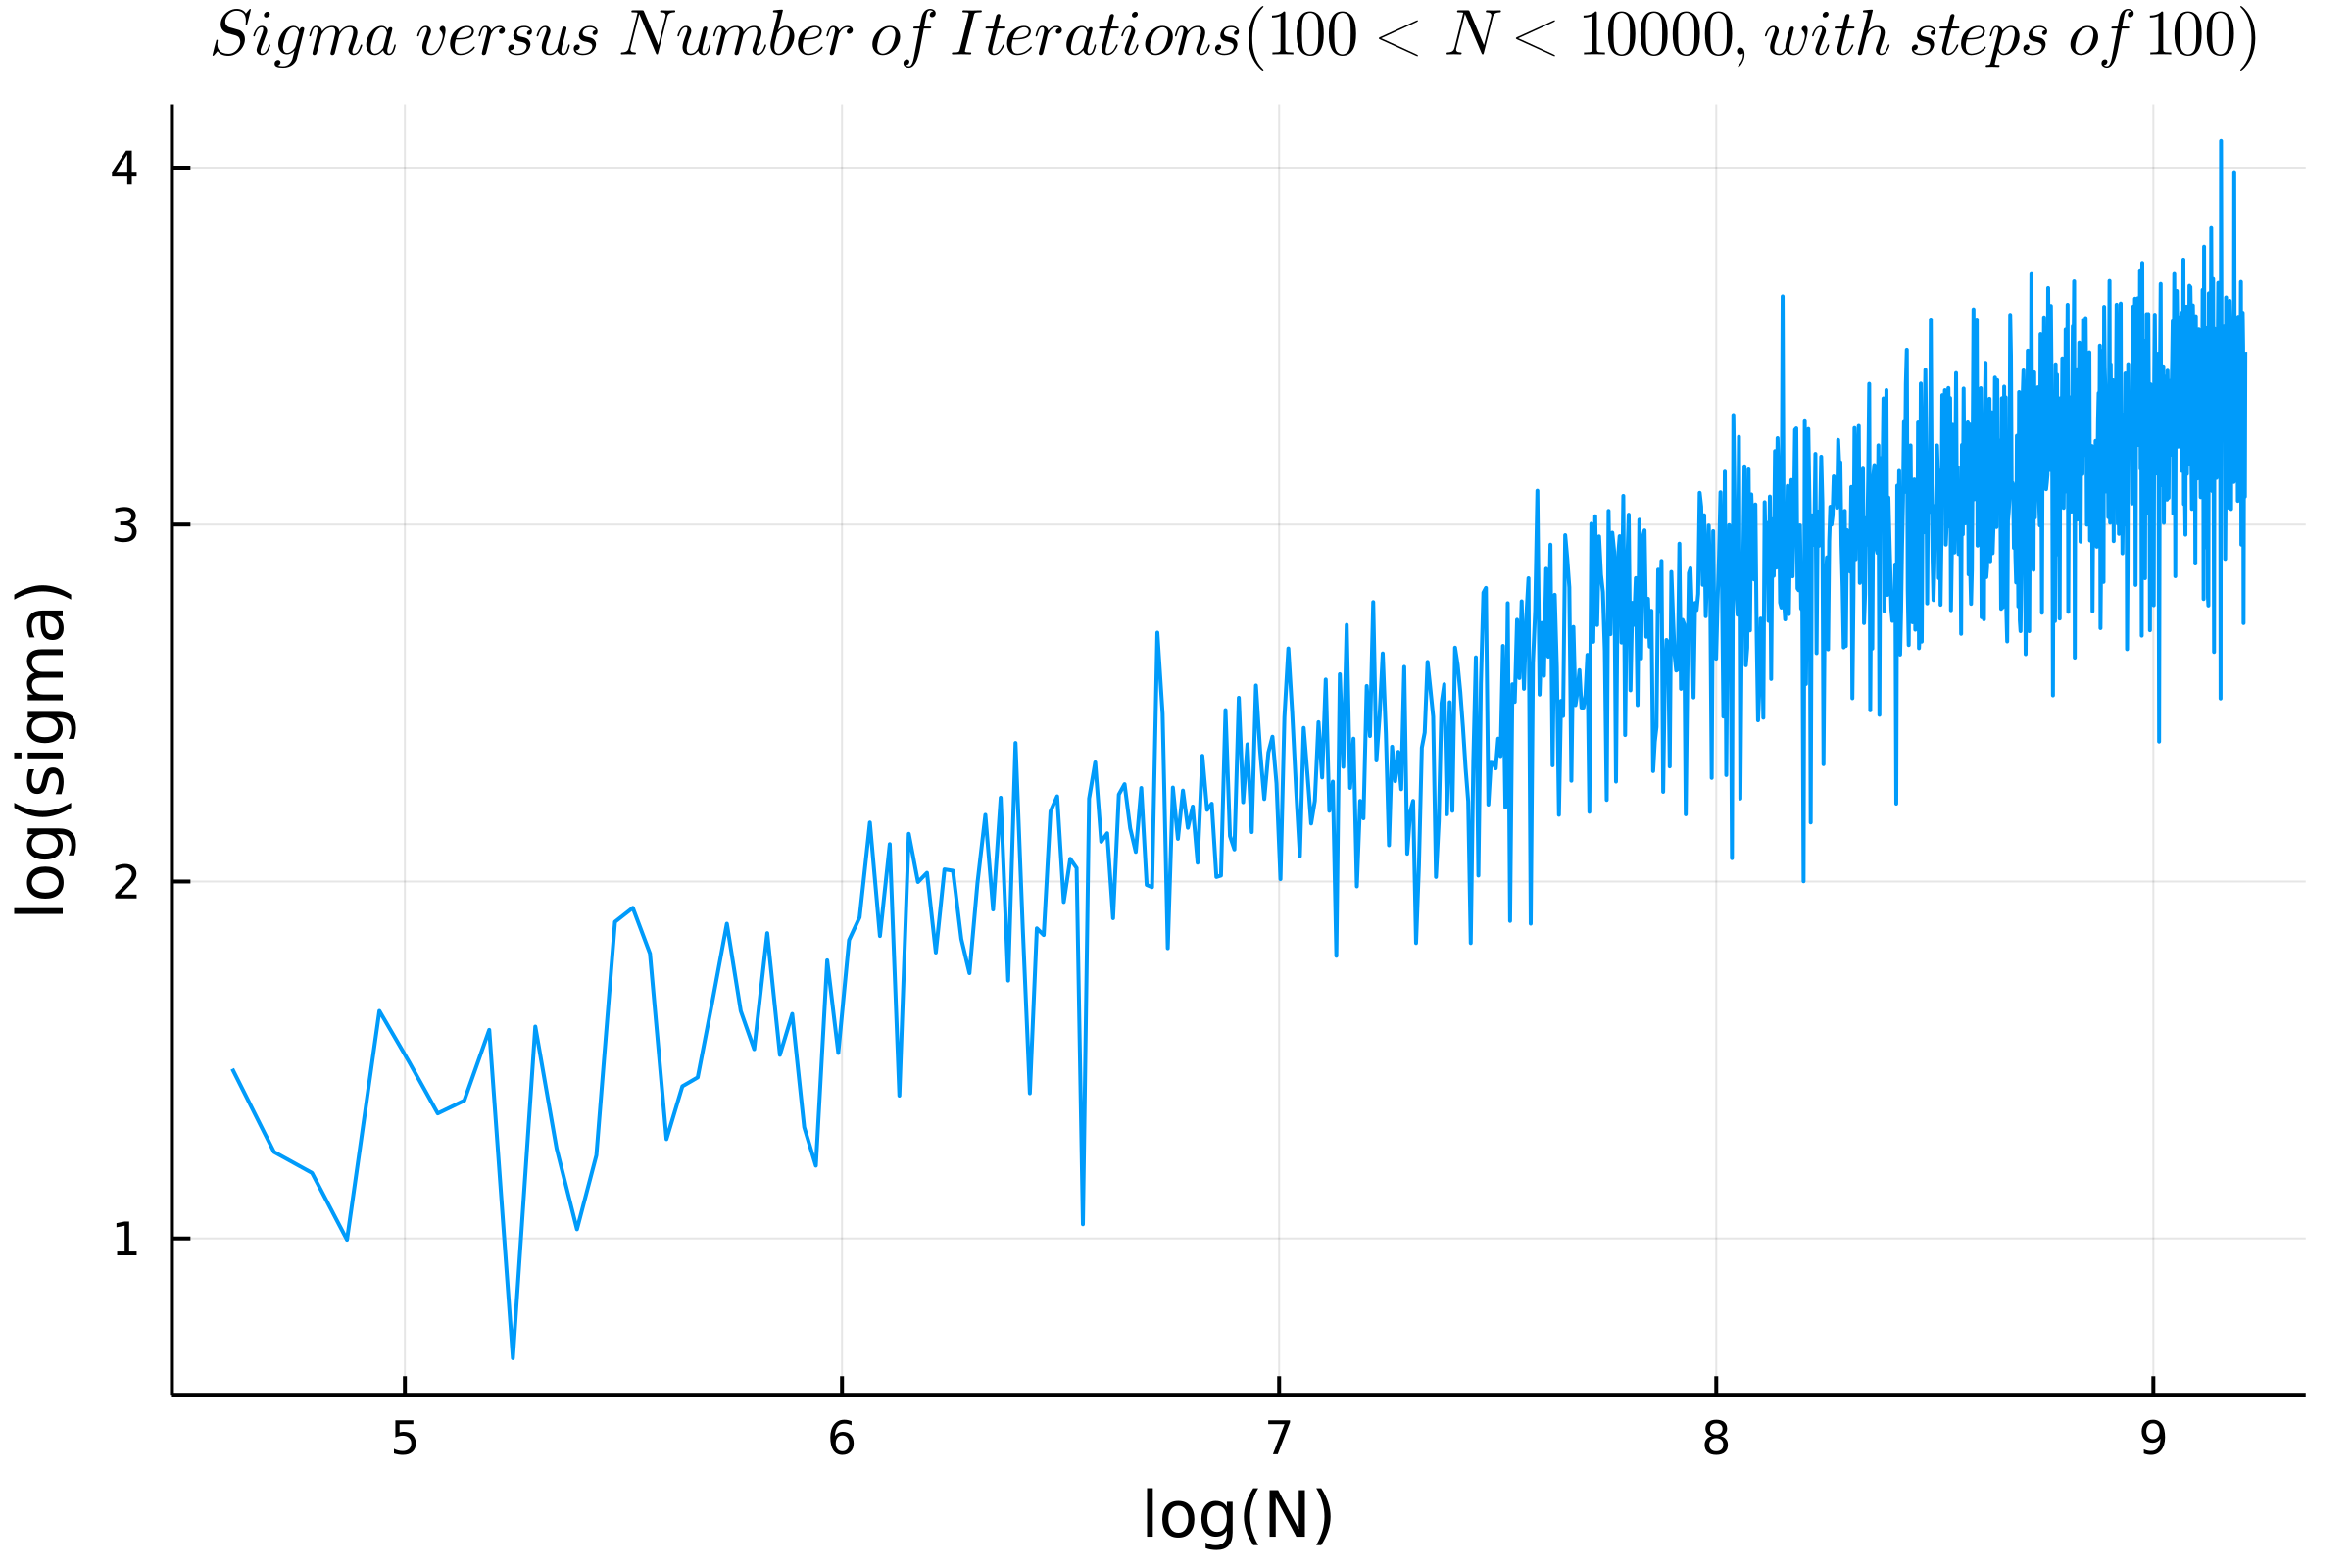 Sigma versus Number of Iterations(100 < N < 10000, with steps of 100)
4
3
2
1
log(sigma)
5 6 7 8 9
log(N)